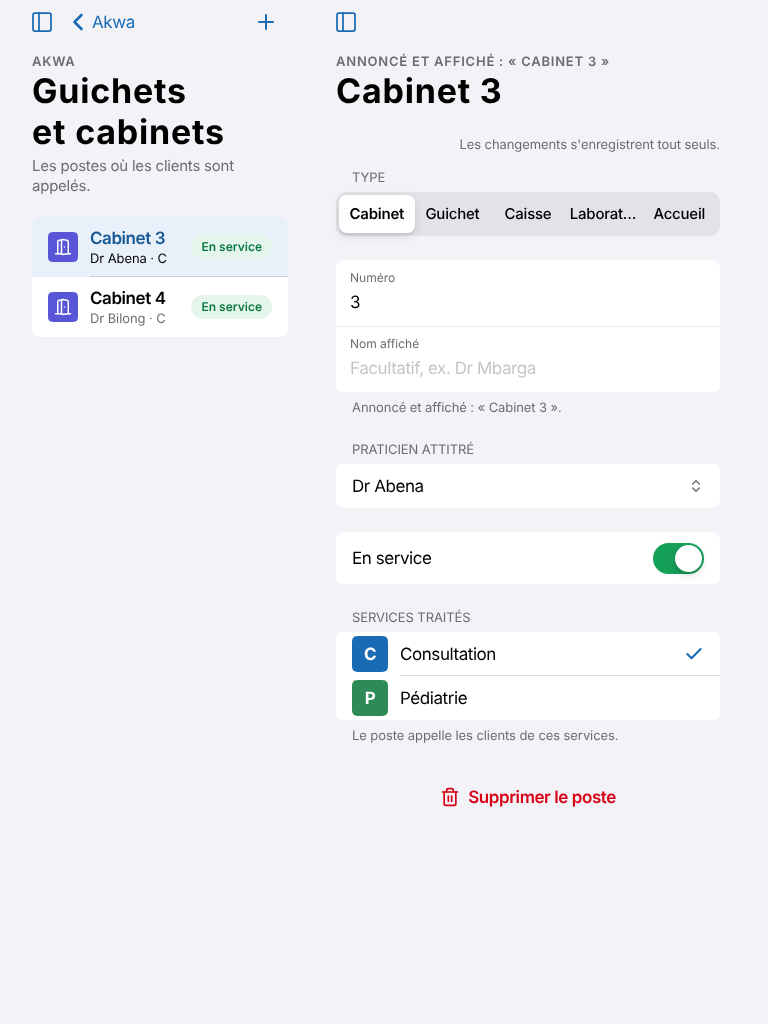 Akwa
AKWA
Guichets
et cabinets
Les postes où les clients sont
appelés.
Cabinet 3
Dr Abena · C
En service
Cabinet 4
Dr Bilong · C
En service
ANNONCÉ ET AFFICHÉ : « CABINET 3 »
Cabinet 3
Les changements s'enregistrent tout seuls.
TYPE
Cabinet Guichet Caisse Laborat... Accueil
Numéro
3
Nom affiché
Facultatif, ex. Dr Mbarga
Annoncé et affiché : « Cabinet 3 ».
PRATICIEN ATTITRÉ
Dr Abena
En service
SERVICES TRAITÉS
C Consultation
P Pédiatrie
Le poste appelle les clients de ces services.
Supprimer le poste